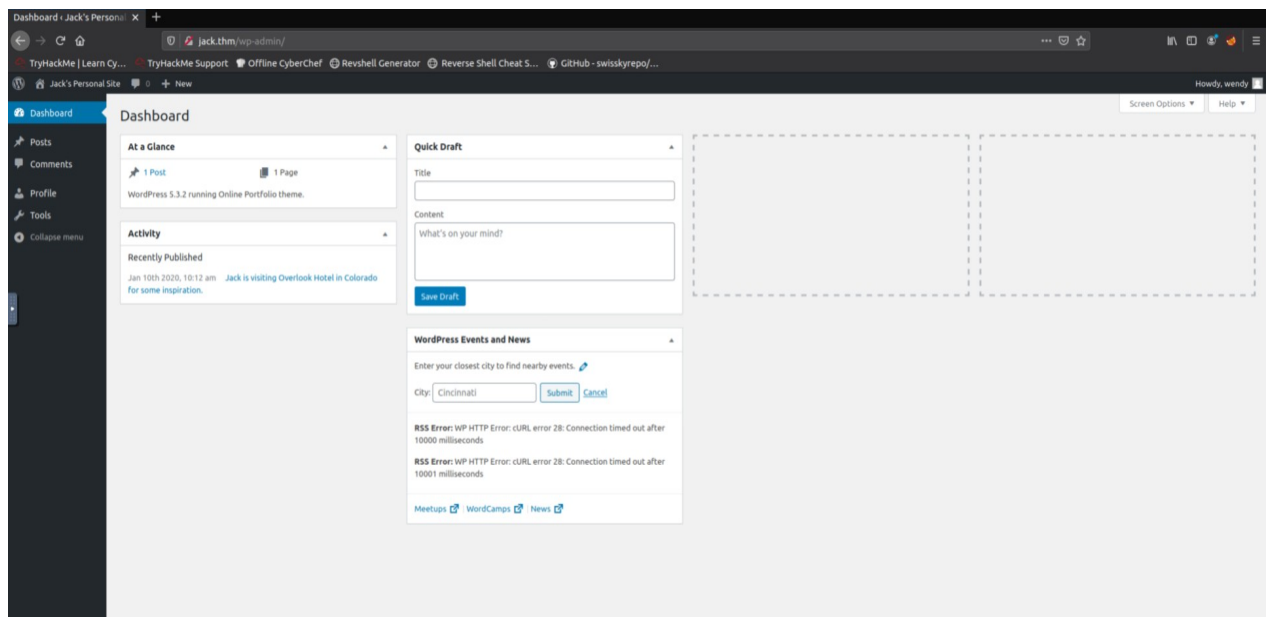 Dashboard ‹ Jack's Personal
jack.thm/wp-admin/
TryHackMe | Learn Cy...
TryHackMe Support
Offline CyberChef
Revshell Generator
Reverse Shell Cheat S...
GitHub - swisskyrepo/...
Jack's Personal Site
0
New
Howdy, wendy
Screen Options
Help
Dashboard
Posts
Comments
Profile
Tools
Collapse menu
Dashboard
At a Glance
1 Post
1 Page
WordPress 5.3.2 running Online Portfolio theme.
Activity
Recently Published
Jan 10th 2020, 10:12 am Jack is visiting Overlook Hotel in Colorado
for some inspiration.
Quick Draft
Title
Content
What's on your mind?
Save Draft
WordPress Events and News
Enter your closest city to find nearby events.
City: Cincinnati Submit Cancel
RSS Error: WP HTTP Error: cURL error 28: Connection timed out after
10000 milliseconds
RSS Error: WP HTTP Error: cURL error 28: Connection timed out after
10001 milliseconds
Meetups | WordCamps | News